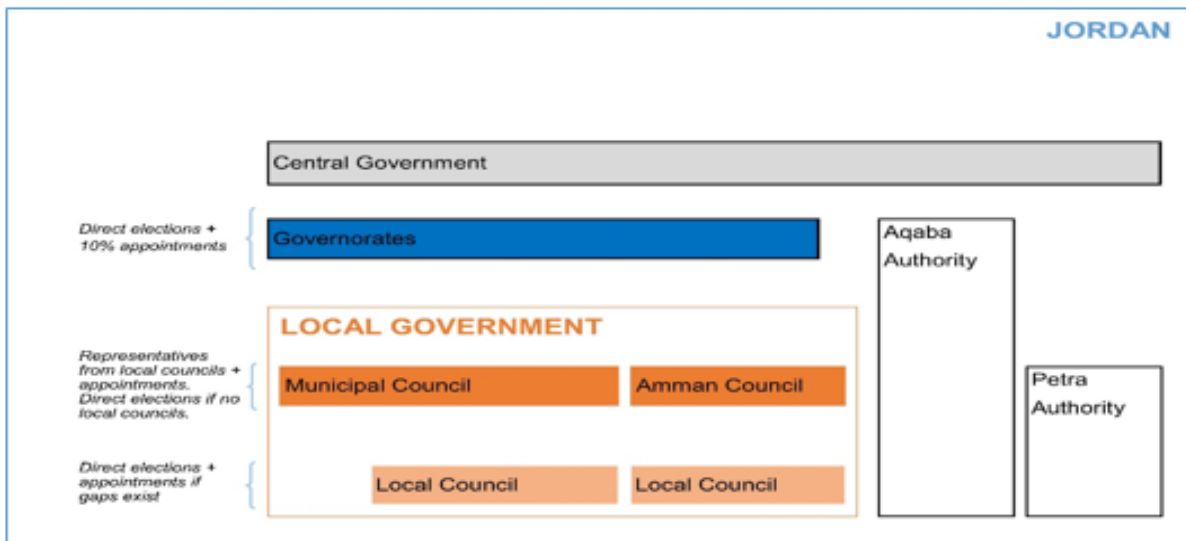 JORDAN
Central Government
Direct elections +
10% appointments
Governorates
Aqaba
Authority
LOCAL GOVERNMENT
Representatives
from local councils +
appointments.
Direct elections if no
local councils.
Municipal Council
Amman Council
Petra
Authority
Direct elections +
appointments if
gaps exist
Local Council
Local Council